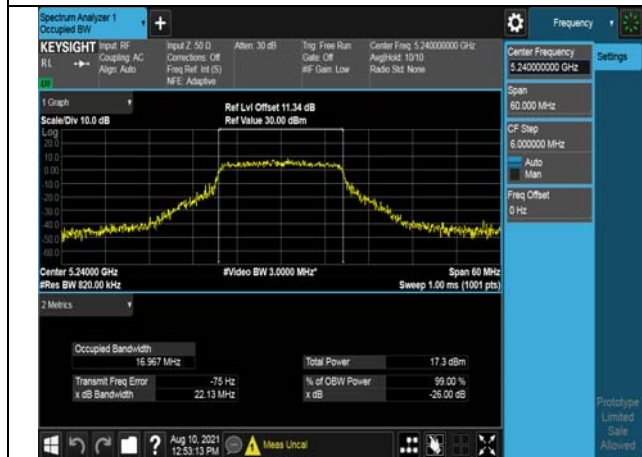 Spectrum Analyzer 1
Occupied BW
Frequency
KEYSIGHT
Input: RF
Coupling: AC
Align: Auto
Input Z: 50 Ω
Corrections: Off
Freq Ref: Int (S)
NFE: Adaptive
Atten: 30 dB
Trig: Free Run
Gate: Off
#IF Gain: Low
Center Freq: 5.240000000 GHz
Avg|Hold: 10/10
Radio Std: None
RL
Center Frequency
5.240000000 GHz
Settings
Span
60.000 MHz
CF Step
6.000000 MHz
Auto
Man
Freq Offset
0 Hz
1 Graph
Scale/Div 10.0 dB
Ref Lvl Offset 11.34 dB
Ref Value 30.00 dBm
Log
20.0
10.0
0.00
-10.0
-20.0
-30.0
-40.0
-50.0
-60.0
Center 5.24000 GHz
#Res BW 820.00 kHz
#Video BW 3.0000 MHz*
Span 60 MHz
Sweep 1.00 ms (1001 pts)
2 Metrics
Occupied Bandwidth
16.967 MHz
Total Power
17.3 dBm
Transmit Freq Error
-75 Hz
% of OBW Power
99.00 %
x dB Bandwidth
22.13 MHz
x dB
-26.00 dB
Prototype
Limited
Sale
Allowed
?
Aug 10, 2021
12:53:13 PM
Meas Uncal